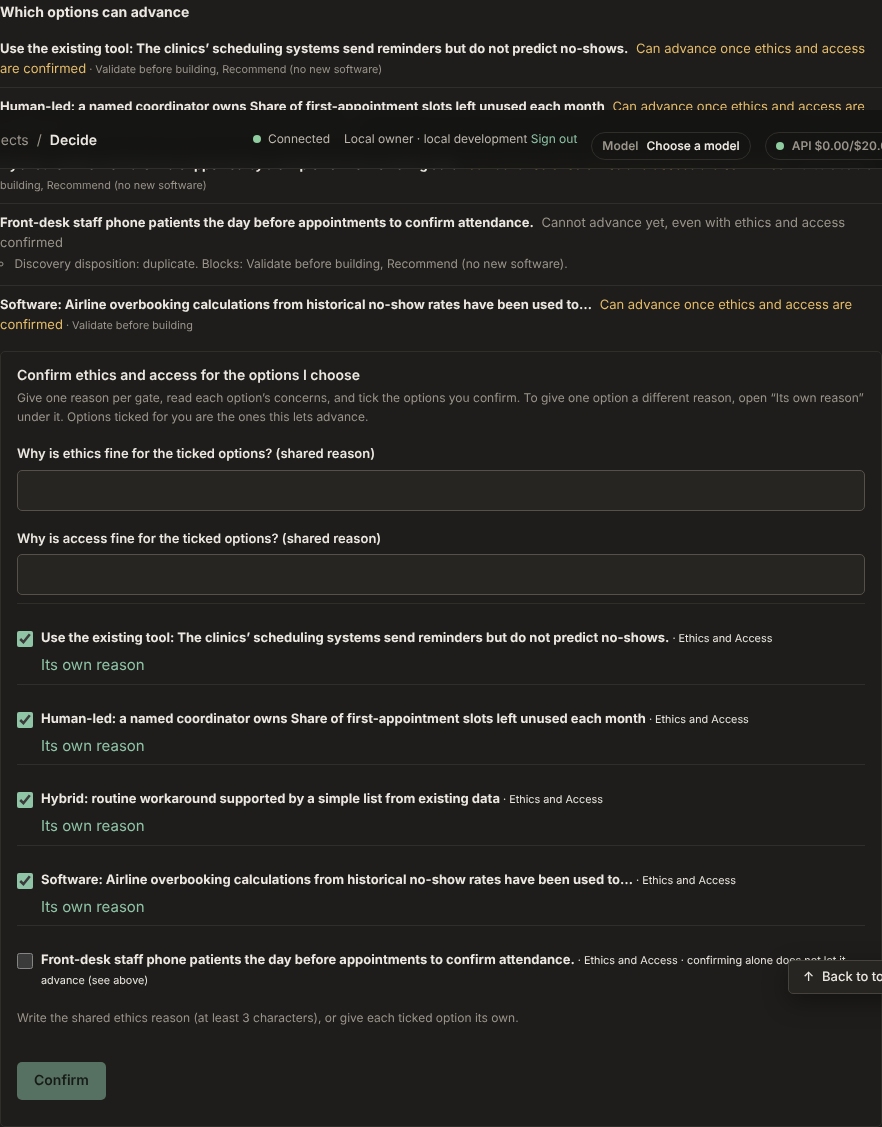 Which options can advance
Use the existing tool: The clinics’ scheduling systems send reminders but do not predict no-shows. Can advance once ethics and access
are confirmed · Validate before building, Recommend (no new software)
Human-led: a named coordinator owns Share of first-appointment slots left unused each month Can advance once ethics and access are
ects / Decide
Connected Local owner · local development Sign out
Model Choose a model
API $0.00/$20.
building, Recommend (no new software)
Front-desk staff phone patients the day before appointments to confirm attendance. Cannot advance yet, even with ethics and access
confirmed
Discovery disposition: duplicate. Blocks: Validate before building, Recommend (no new software).
Software: Airline overbooking calculations from historical no-show rates have been used to… Can advance once ethics and access are
confirmed · Validate before building
Confirm ethics and access for the options I choose
Give one reason per gate, read each option’s concerns, and tick the options you confirm. To give one option a different reason, open “Its own reason”
under it. Options ticked for you are the ones this lets advance.
Why is ethics fine for the ticked options? (shared reason)
Why is access fine for the ticked options? (shared reason)
Use the existing tool: The clinics’ scheduling systems send reminders but do not predict no-shows. · Ethics and Access
Its own reason
Human-led: a named coordinator owns Share of first-appointment slots left unused each month · Ethics and Access
Its own reason
Hybrid: routine workaround supported by a simple list from existing data · Ethics and Access
Its own reason
Software: Airline overbooking calculations from historical no-show rates have been used to… · Ethics and Access
Its own reason
Front-desk staff phone patients the day before appointments to confirm attendance. · Ethics and Access · confirming alone does not let it
advance (see above)
↑ Back to to
Write the shared ethics reason (at least 3 characters), or give each ticked option its own.
Confirm